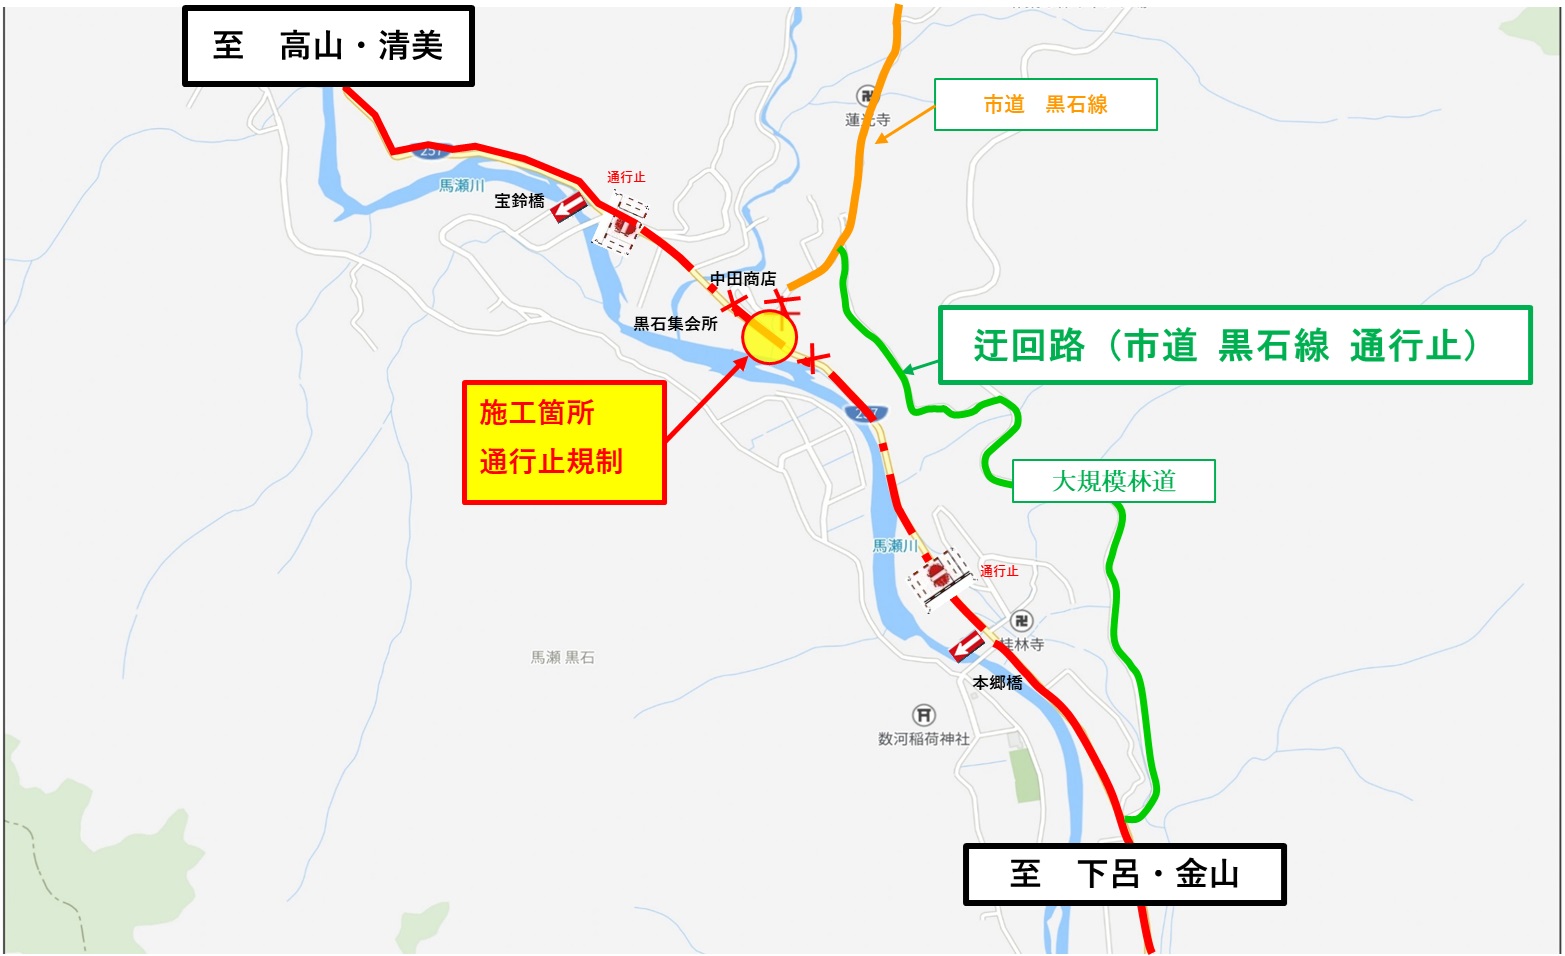 至　高山・清美
市道　黒石線
蓮光寺
257
通行止
馬瀬川
宝鈴橋
中田商店
黒石集会所
迂回路（市道 黒石線 通行止）
施工箇所
通行止規制
257
大規模林道
馬瀬川
通行止
桂林寺
馬瀬 黒石
本郷橋
数河稲荷神社
至　下呂・金山